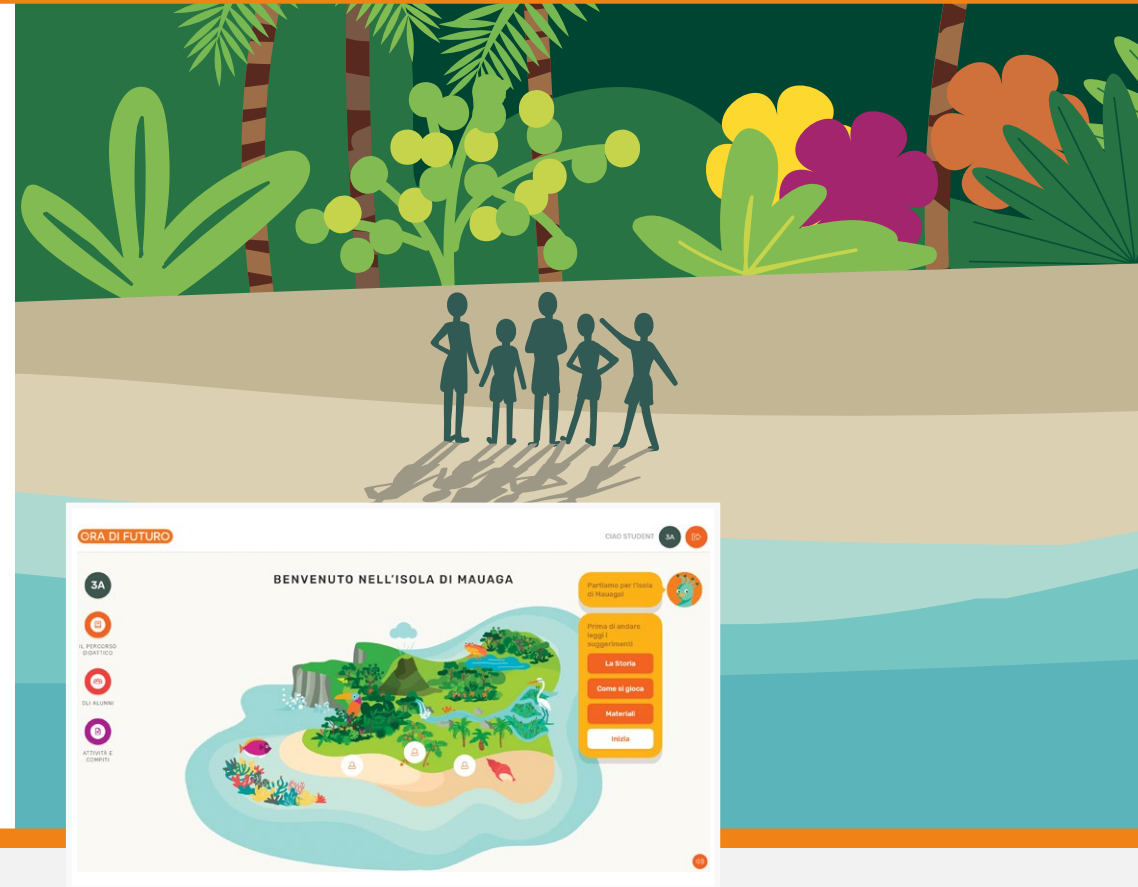 ORA DI FUTURO
CIAO STUDENT
3A
3A
BENVENUTO NELL'ISOLA DI MAUAGA
IL PERCORSO
DIDATTICO
GLI ALUNNI
ATTIVITÀ E
COMPITI
Partiamo per l'Isola
di Mauaga!
Prima di andare
leggi i
suggerimenti
La Storia
Come si gioca
Materiali
Inizia